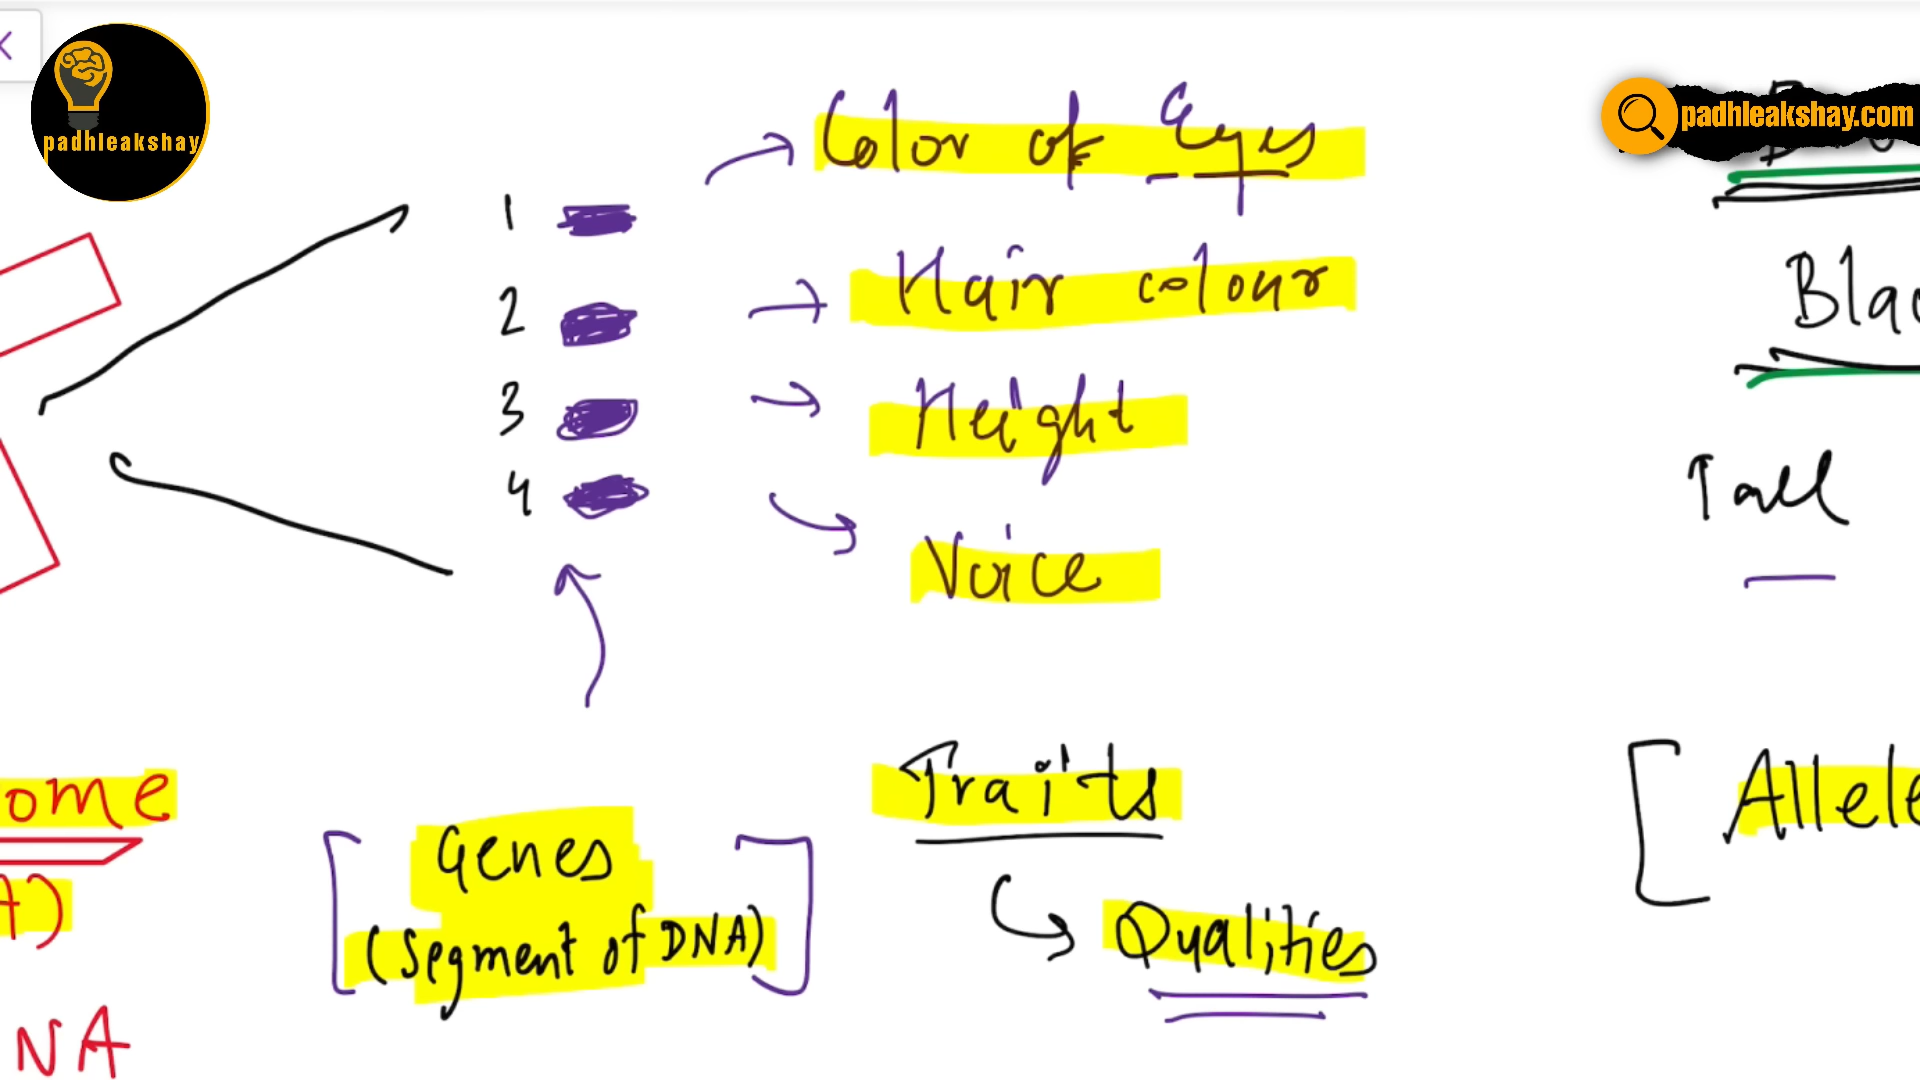 padhleakshay
padhleakshay.com
1 → Color of Eyes
2 → Hair colour
Blac
3 → Height
4 → Voice
Tall
Traits
Allele
ome
Genes
(Segment of DNA)
Qualities
NA